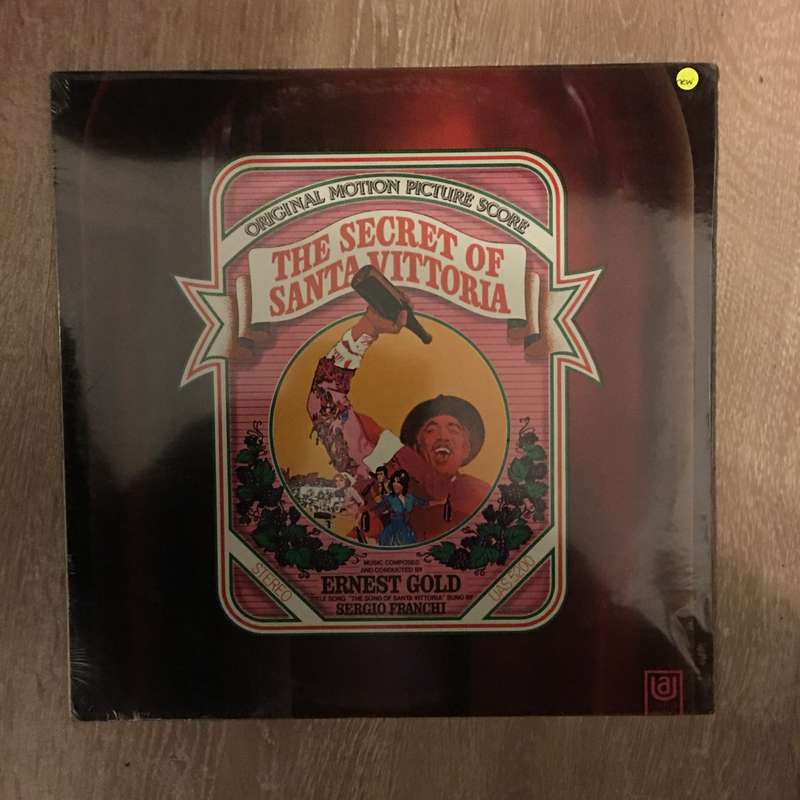 NEW
ORIGINAL MOTION PICTURE SCORE
THE SECRET OF
SANTA VITTORIA
MUSIC COMPOSED
AND CONDUCTED BY
ERNEST GOLD
TITLE SONG "THE SONG OF SANTA VITTORIA" SUNG BY
SERGIO FRANCHI
STEREO
UAS 5200
ua